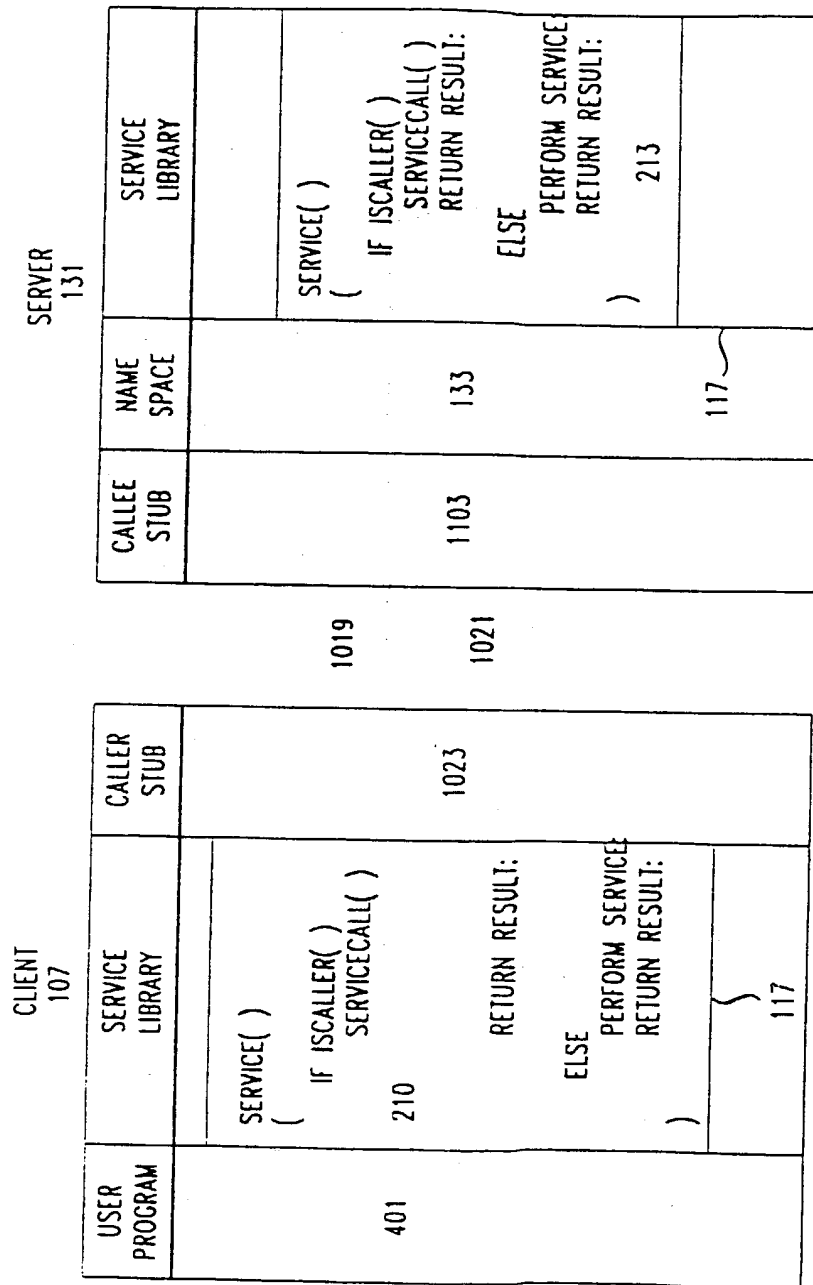 CLIENT
107
USER
PROGRAM
SERVICE
LIBRARY
CALLER
STUB
401
SERVICE( )
(
IF ISCALLER( )
SERVICECALL( )
210
RETURN RESULT:
ELSE
PERFORM SERVICE:
RETURN RESULT:
)
117
1023
1019
1021
SERVER
131
CALLEE
STUB
NAME
SPACE
SERVICE
LIBRARY
1103
133
SERVICE( )
(
IF ISCALLER( )
SERVICECALL( )
RETURN RESULT:
ELSE
PERFORM SERVICE:
RETURN RESULT:
)
213
117